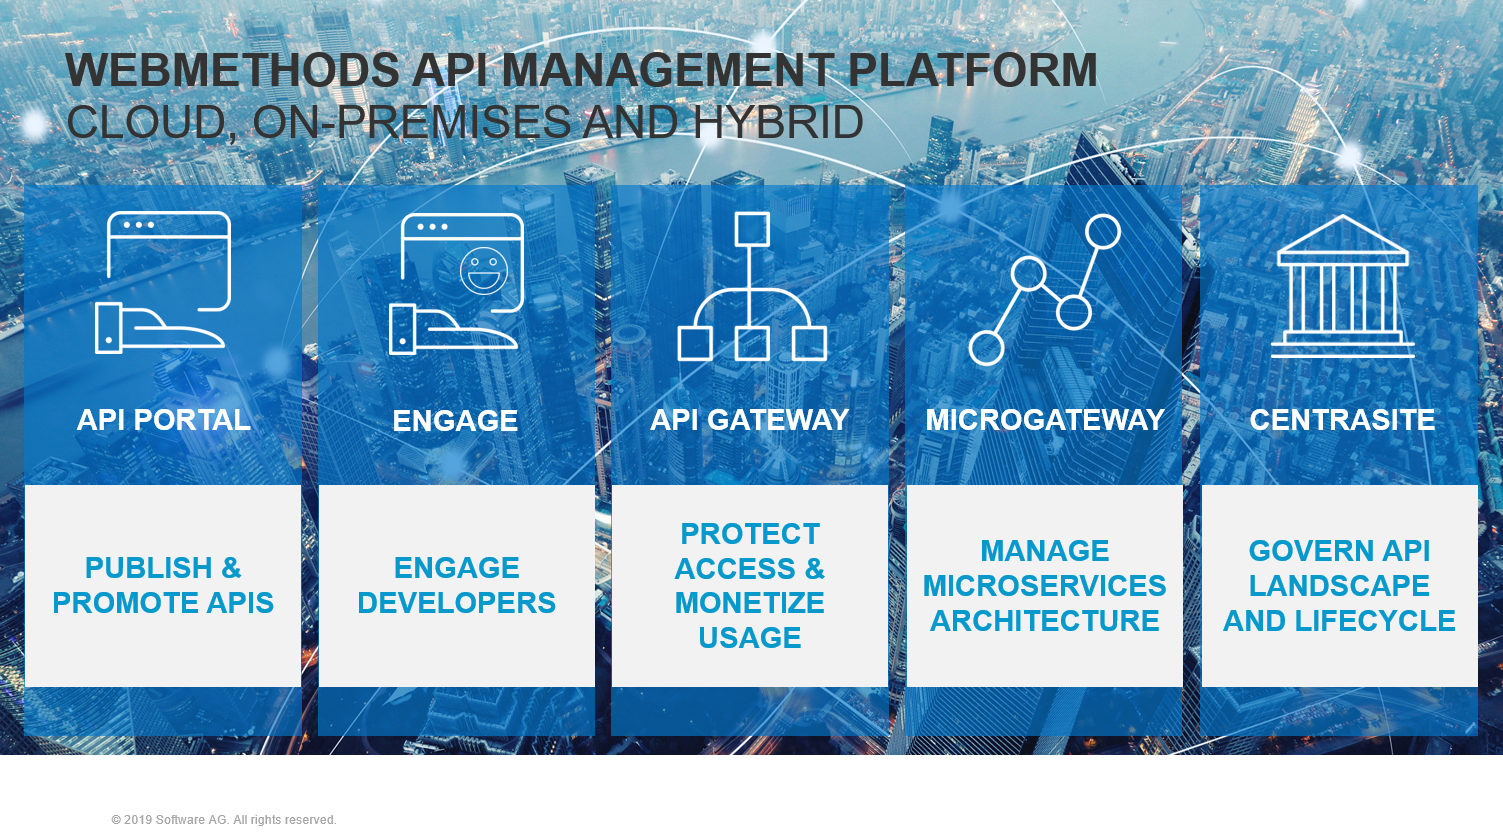 WEBMETHODS API MANAGEMENT PLATFORM
CLOUD, ON-PREMISES AND HYBRID
API PORTAL
PUBLISH &
PROMOTE APIS
ENGAGE
ENGAGE
DEVELOPERS
API GATEWAY
PROTECT
ACCESS &
MONETIZE
USAGE
MICROGATEWAY
MANAGE
MICROSERVICES
ARCHITECTURE
CENTRASITE
GOVERN API
LANDSCAPE
AND LIFECYCLE
© 2019 Software AG. All rights reserved.